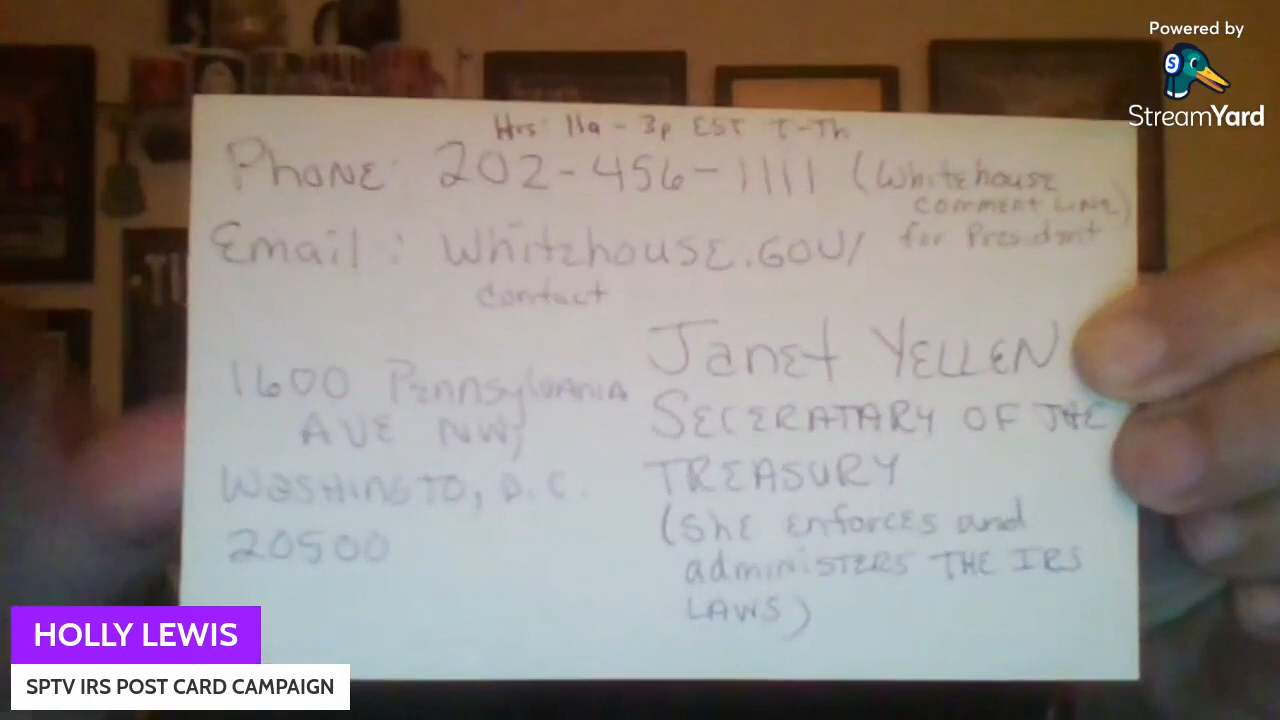 Powered by
StreamYard
Hrs: 11a - 3p EST T-Th
Phone: 202-456-1111 (Whitehouse
comment line)
for President
Email: Whitehouse.gov/
contact
1600 Pennsylvania
AVE NW,
WASHINGTO, D.C.
20500
Janet YELLEN
SECERATARY OF THE
TREASURY
(She enforces and
administers THE IRS
LAWS)
HOLLY LEWIS
SPTV IRS POST CARD CAMPAIGN